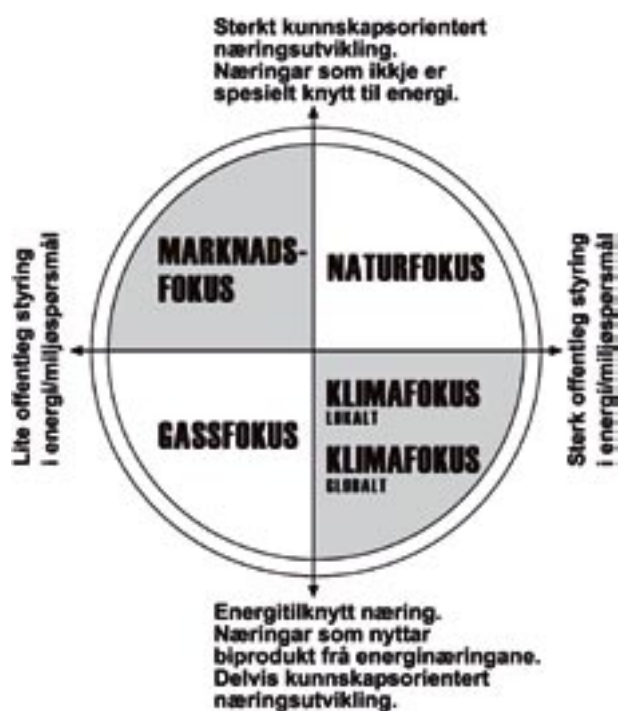 Sterkt kunnskapsorientert
næringsutvikling.
Næringar som ikkje er
spesielt knytt til energi.
Lite offentleg styring
i energi/miljøspørsmål
MARKNADS-
FOKUS
NATURFOKUS
Sterk offentleg styring
i energi/miljøspørsmål
GASSFOKUS
KLIMAFOKUS
LOKALT
KLIMAFOKUS
GLOBALT
Energitilknytt næring.
Næringar som nyttar
biprodukt frå energinæringane.
Delvis kunnskapsorientert
næringsutvikling.